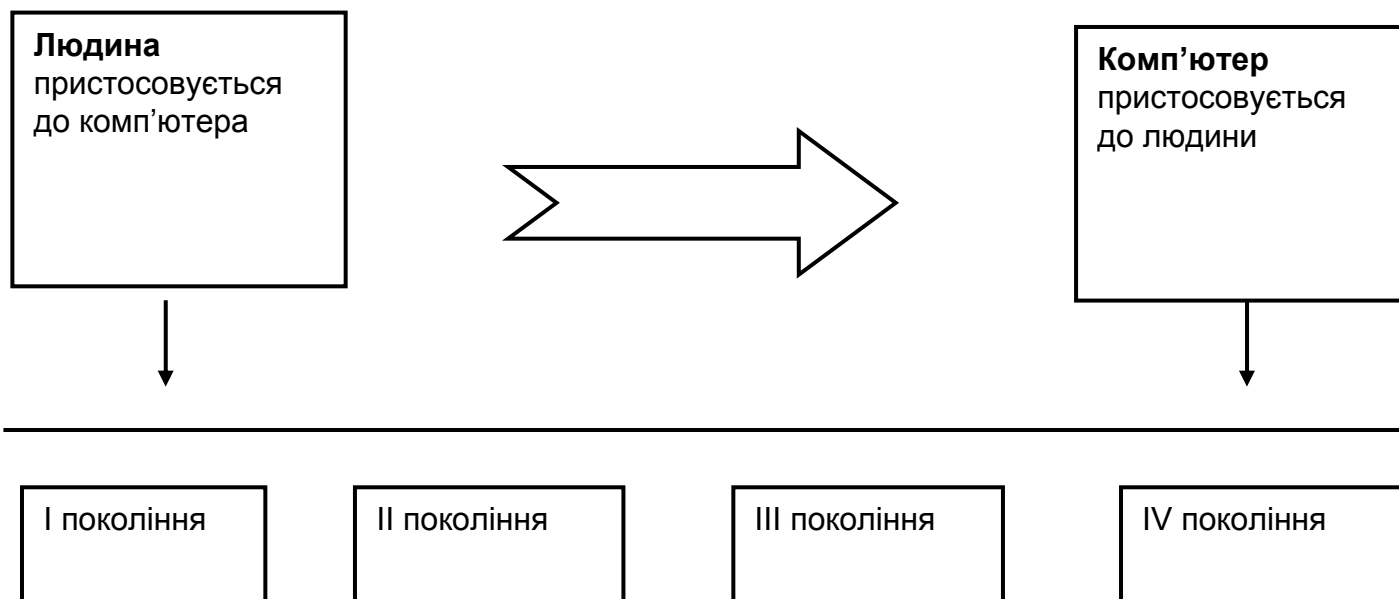 Людина
пристосовується
до комп’ютера
Комп’ютер
пристосовується
до людини
I покоління
II покоління
III покоління
IV покоління